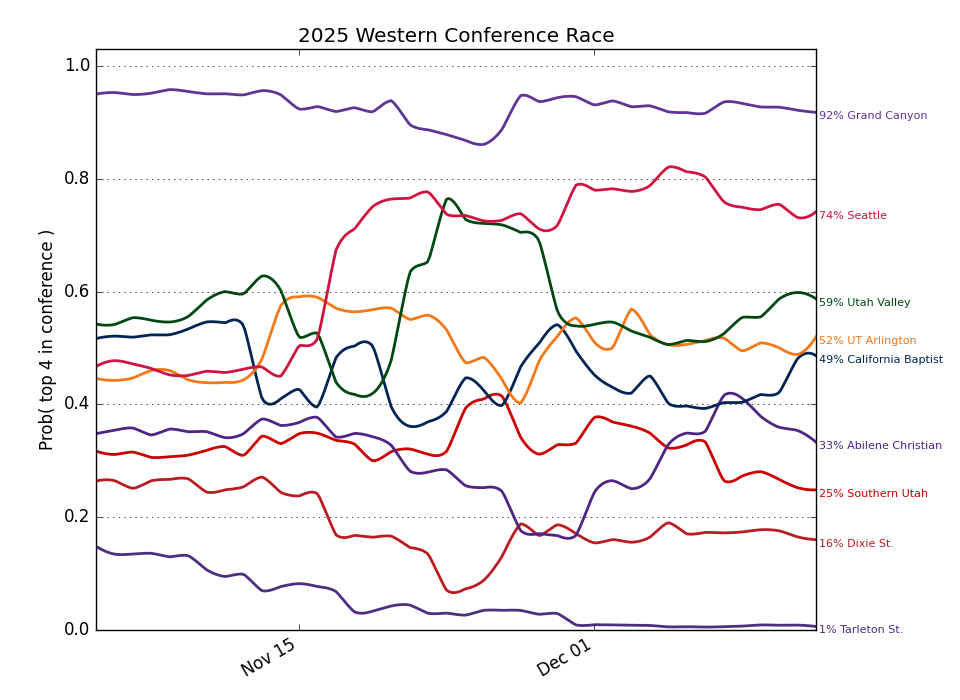 2025 Western Conference Race
Prob( top 4 in conference )
1.0
0.8
0.6
0.4
0.2
0.0
Nov 15
Dec 01
92% Grand Canyon
74% Seattle
59% Utah Valley
52% UT Arlington
49% California Baptist
33% Abilene Christian
25% Southern Utah
16% Dixie St.
1% Tarleton St.